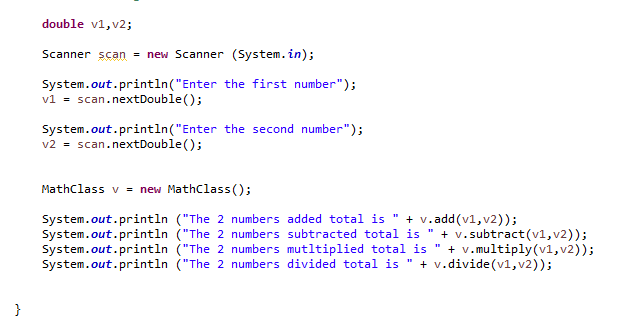 double v1,v2;
Scanner scan = new Scanner (System.in);
System.out.println("Enter the first number");
v1 = scan.nextDouble();
System.out.println("Enter the second number");
v2 = scan.nextDouble();
MathClass v = new MathClass();
System.out.println ("The 2 numbers added total is " + v.add(v1,v2));
System.out.println ("The 2 numbers subtracted total is " + v.subtract(v1,v2));
System.out.println ("The 2 numbers mutltiplied total is " + v.multiply(v1,v2));
System.out.println ("The 2 numbers divided total is " + v.divide(v1,v2));
}